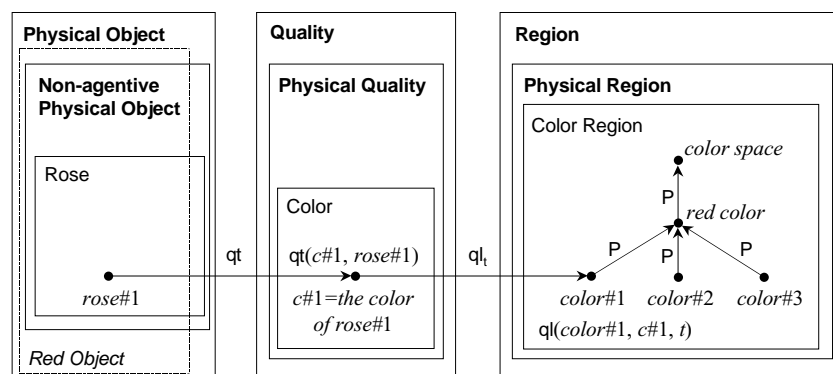 Physical Object
Non-agentive
Physical Object
Rose
rose#1
Red Object
qt
Quality
Physical Quality
Color
qt(c#1, rose#1)
c#1=the color
of rose#1
qlt
Region
Physical Region
Color Region
color space
P
red color
P
P
P
color#1
color#2
color#3
ql(color#1, c#1, t)